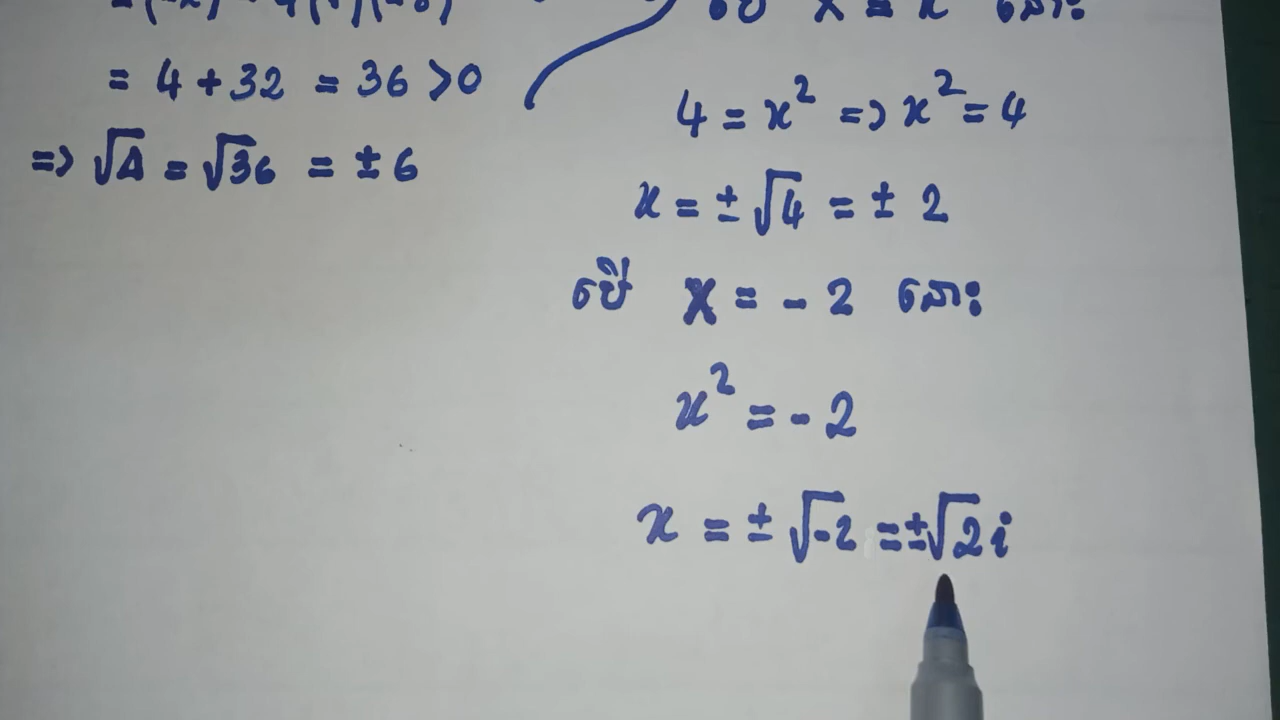 = 4 + 32 = 36 > 0
=> √Δ = √36 = ± 6
4 = x² => x² = 4
x = ± √4 = ± 2
បើ X = - 2 នោះ
x² = - 2
x = ± √-2 = ±√2 i